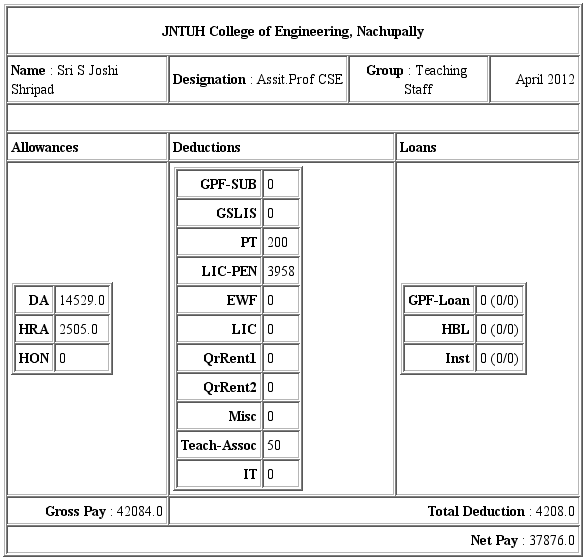 JNTUH College of Engineering, Nachupally
Name : Sri S Joshi
Shripad
Designation : Assit.Prof CSE
Group : Teaching
Staff
April 2012
Allowances
Deductions
Loans
DA 14529.0
HRA 2505.0
HON 0
GPF-SUB 0
GSLIS 0
PT 200
LIC-PEN 3958
EWF 0
LIC 0
QrRent1 0
QrRent2 0
Misc 0
Teach-Assoc 50
IT 0
GPF-Loan 0 (0/0)
HBL 0 (0/0)
Inst 0 (0/0)
Gross Pay : 42084.0
Total Deduction : 4208.0
Net Pay : 37876.0